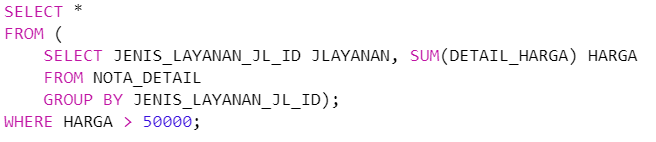 SELECT *
FROM (
    SELECT JENIS_LAYANAN_JL_ID JLAYANAN, SUM(DETAIL_HARGA) HARGA
    FROM NOTA_DETAIL
    GROUP BY JENIS_LAYANAN_JL_ID);
WHERE HARGA > 50000;